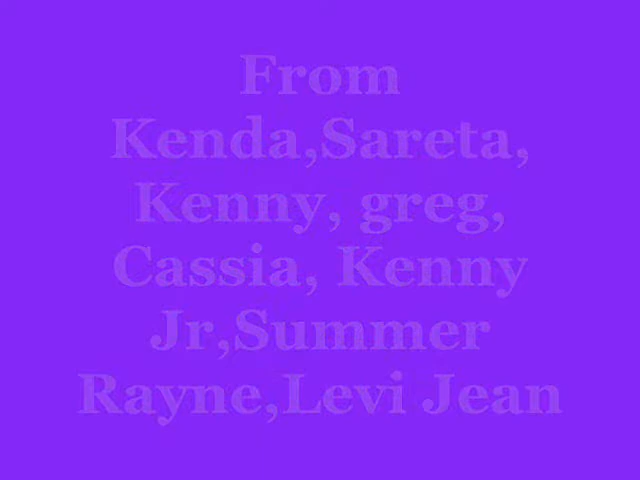 From
Kenda,Sareta,
Kenny, greg,
Cassia, Kenny
Jr,Summer
Rayne,Levi Jean